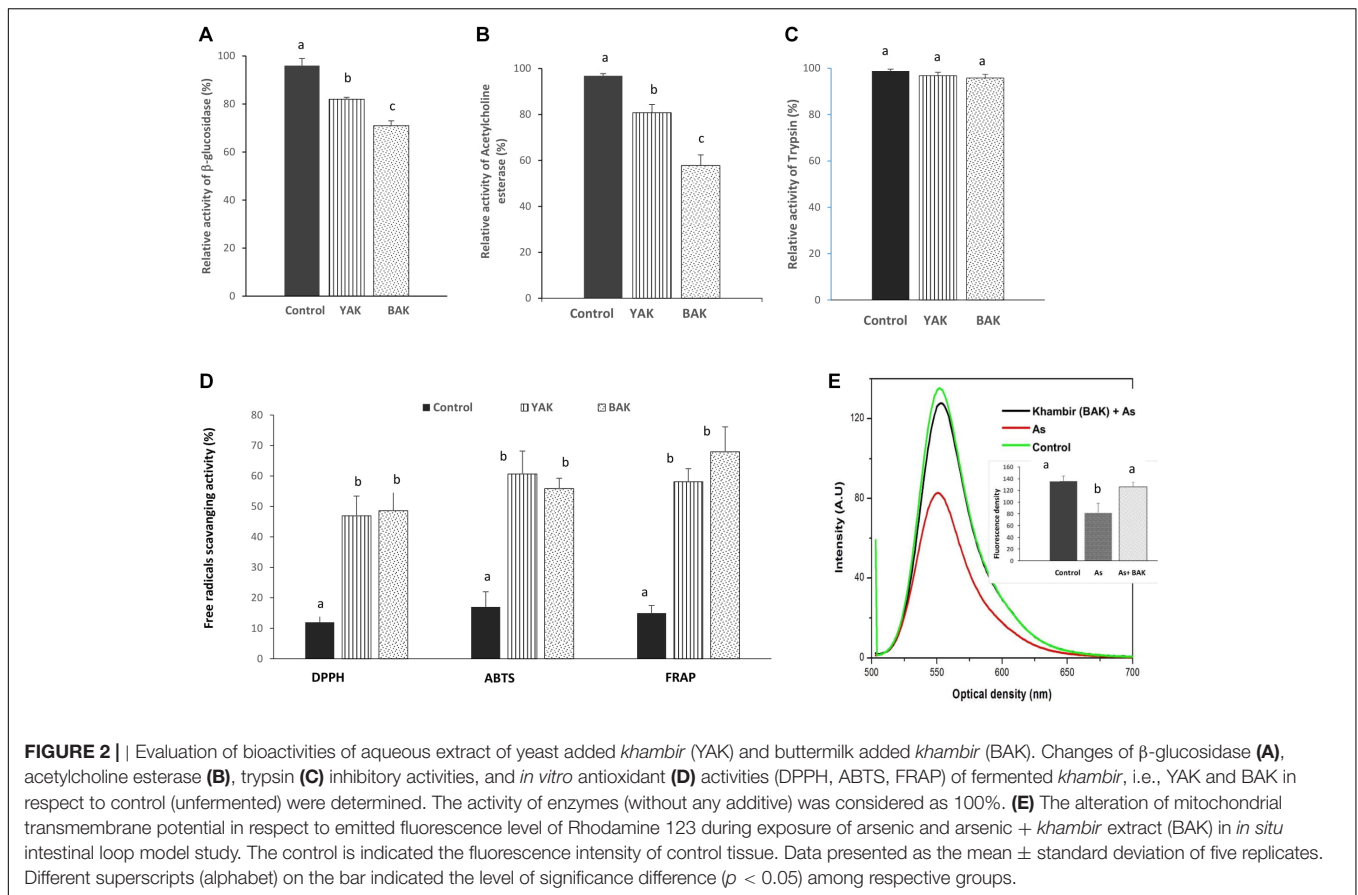 A
Relative activity of β-glucosidase (%)
100
80
60
40
20
0
a
b
c
Control YAK BAK
B
Relative activity of Acetylcholine
esterase (%)
100
80
60
40
20
0
a
b
c
Control YAK BAK
C
Relative activity of Trypsin (%)
100
80
60
40
20
0
a a a
Control YAK BAK
D
Control YAK BAK
Free radicals scavanging activity (%)
80
70
60
50
40
30
20
10
0
a b b
a b b
a b b
DPPH ABTS FRAP
E
Intensity (A.U)
120
80
40
0
Khambir (BAK) + As
As
Control
Fluorescence density
160
140
120
100
80
60
40
20
0
a b a
Control As As+ BAK
500 550 600 650 700
Optical density (nm)
FIGURE 2 | | Evaluation of bioactivities of aqueous extract of yeast added khambir (YAK) and buttermilk added khambir (BAK). Changes of β-glucosidase (A),
acetylcholine esterase (B), trypsin (C) inhibitory activities, and in vitro antioxidant (D) activities (DPPH, ABTS, FRAP) of fermented khambir, i.e., YAK and BAK in
respect to control (unfermented) were determined. The activity of enzymes (without any additive) was considered as 100%. (E) The alteration of mitochondrial
transmembrane potential in respect to emitted fluorescence level of Rhodamine 123 during exposure of arsenic and arsenic + khambir extract (BAK) in in situ
intestinal loop model study. The control is indicated the fluorescence intensity of control tissue. Data presented as the mean ± standard deviation of five replicates.
Different superscripts (alphabet) on the bar indicated the level of significance difference (p < 0.05) among respective groups.